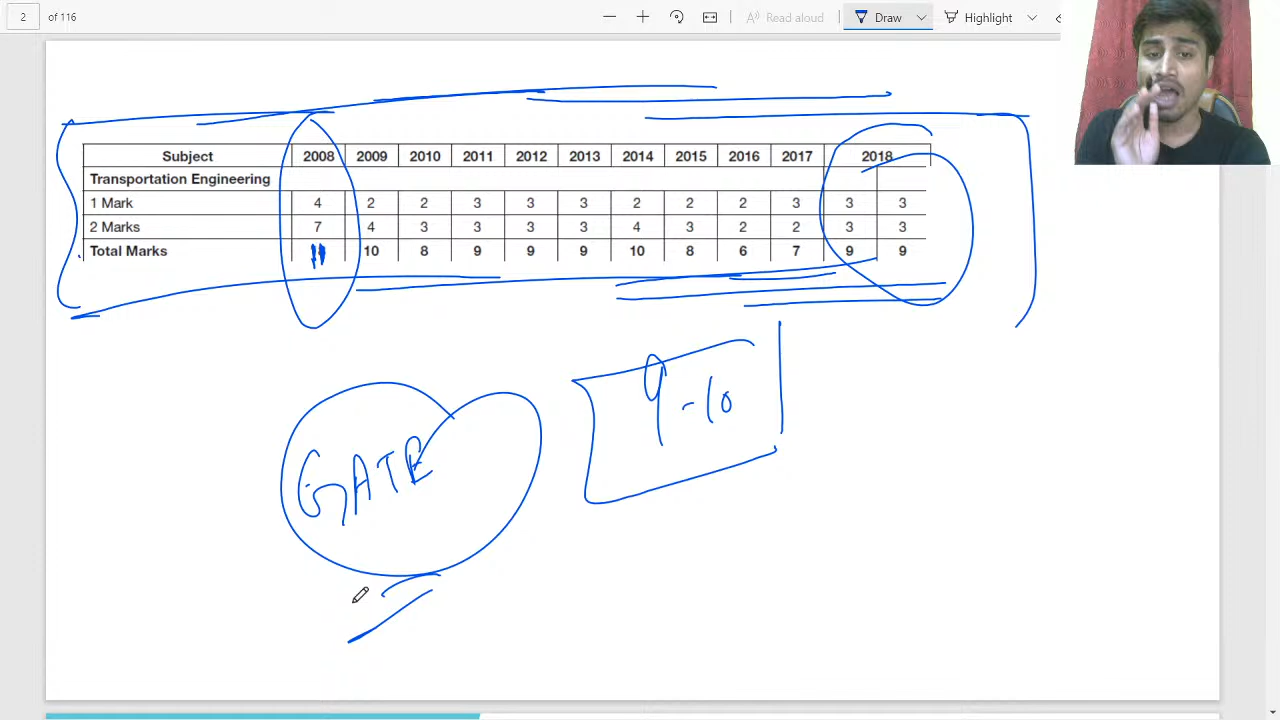 2 of 116 Read aloud Draw Highlight
Subject 2008 2009 2010 2011 2012 2013 2014 2015 2016 2017 2018
Transportation Engineering
1 Mark 4 2 2 3 3 3 2 2 2 3 3 3
2 Marks 7 4 3 3 3 3 4 3 2 2 3 3
Total Marks 11 10 8 9 9 9 10 8 6 7 9 9
9-10
GATE